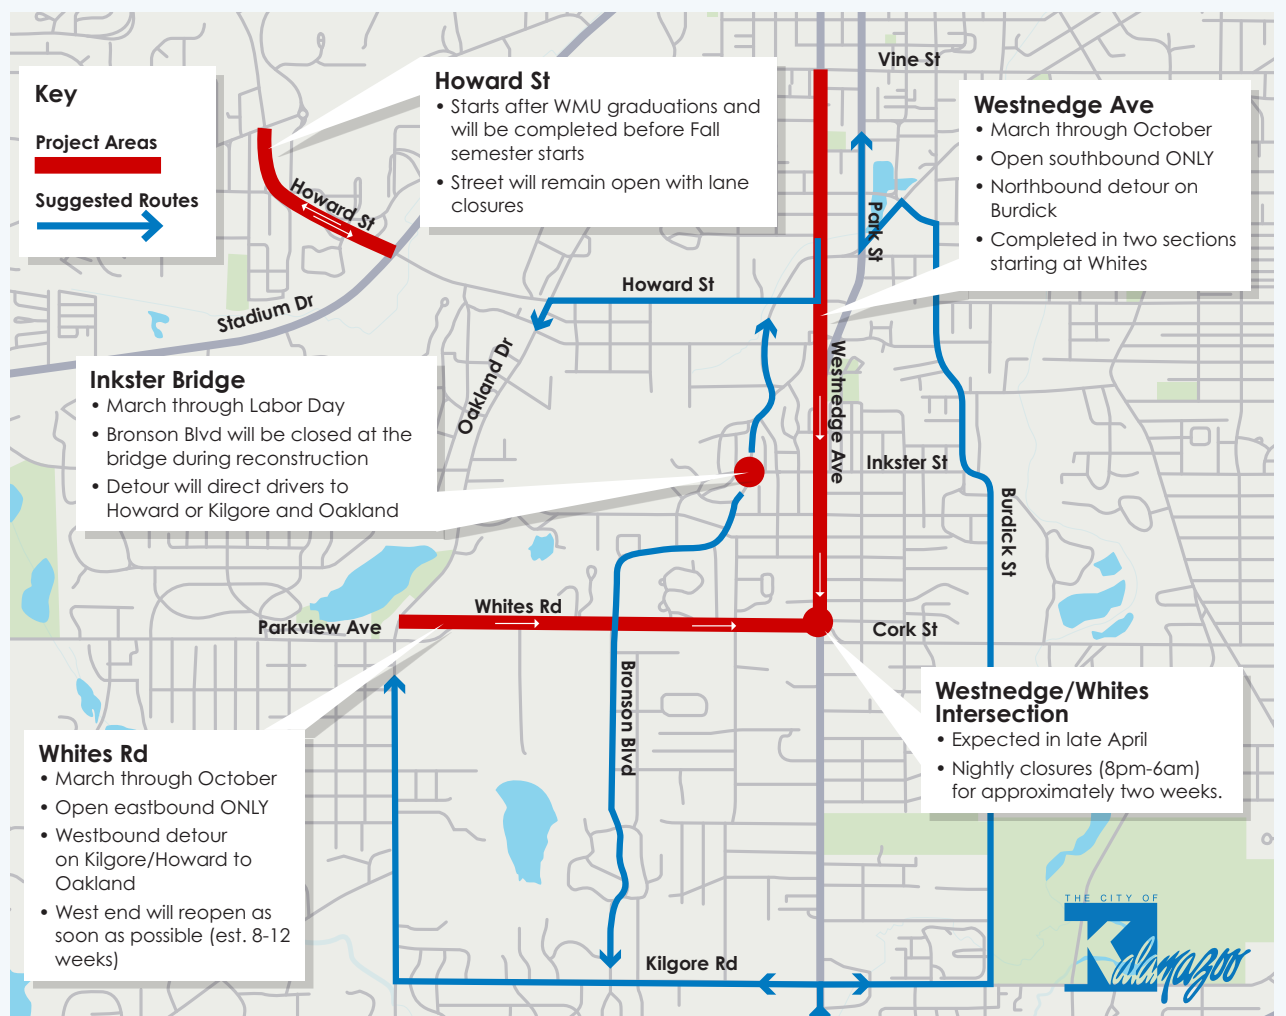 Key
Project Areas
Suggested Routes
Howard St
• Starts after WMU graduations and
will be completed before Fall
semester starts
• Street will remain open with lane
closures
Vine St
Westnedge Ave
• March through October
• Open southbound ONLY
• Northbound detour on
Burdick
• Completed in two sections
starting at Whites
Howard St
Park St
Howard St
Stadium Dr
Oakland Dr
Westnedge Ave
Inkster Bridge
• March through Labor Day
• Bronson Blvd will be closed at the
bridge during reconstruction
• Detour will direct drivers to
Howard or Kilgore and Oakland
Inkster St
Burdick St
Whites Rd
Parkview Ave
Cork St
Bronson Blvd
Westnedge/Whites
Intersection
• Expected in late April
• Nightly closures (8pm-6am)
for approximately two weeks.
Whites Rd
• March through October
• Open eastbound ONLY
• Westbound detour
on Kilgore/Howard to
Oakland
• West end will reopen as
soon as possible (est. 8-12
weeks)
Kilgore Rd
THE CITY OF
Kalamazoo